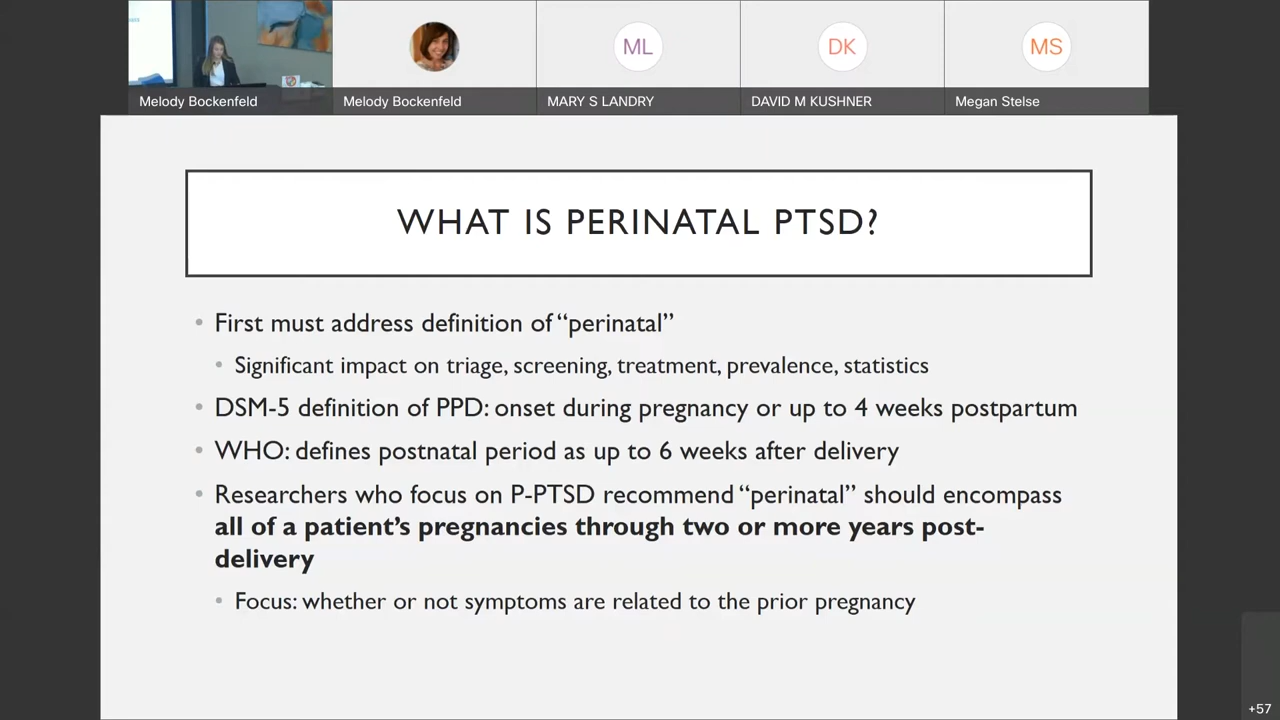 Melody Bockenfeld
Melody Bockenfeld
ML
MARY S LANDRY
DK
DAVID M KUSHNER
MS
Megan Stelse
WHAT IS PERINATAL PTSD?
• First must address definition of “perinatal”
• Significant impact on triage, screening, treatment, prevalence, statistics
• DSM-5 definition of PPD: onset during pregnancy or up to 4 weeks postpartum
• WHO: defines postnatal period as up to 6 weeks after delivery
• Researchers who focus on P-PTSD recommend “perinatal” should encompass
all of a patient’s pregnancies through two or more years post-
delivery
• Focus: whether or not symptoms are related to the prior pregnancy
+57